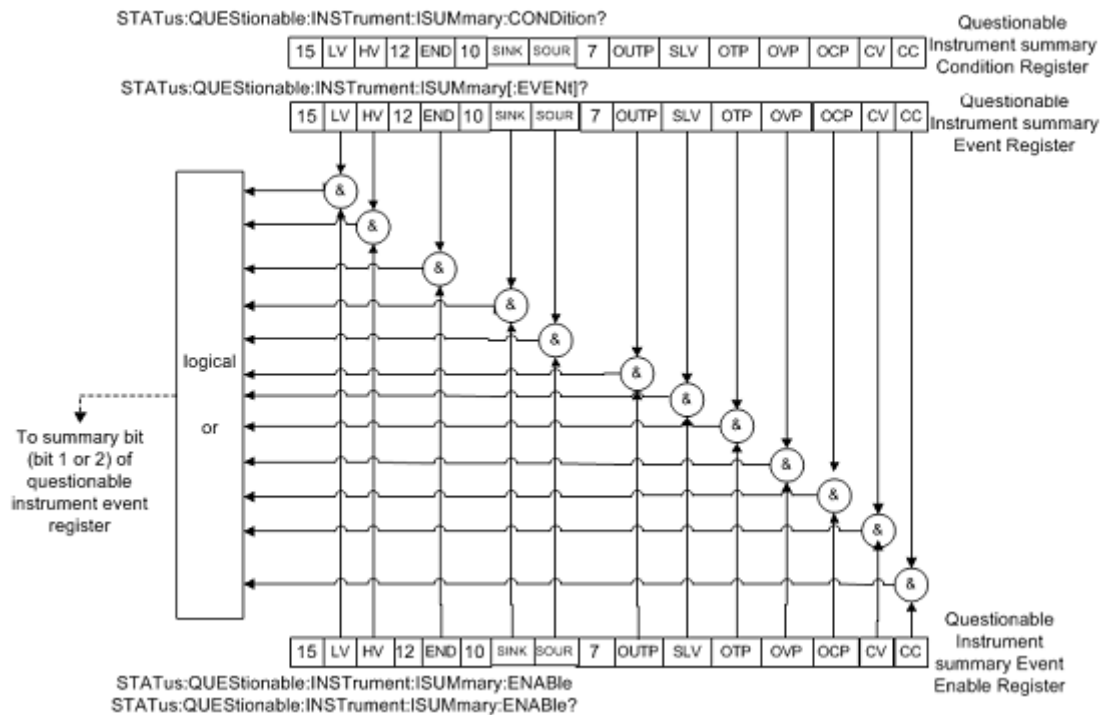 STATus:QUEStionable:INSTrument:ISUMmary:CONDition?
15 LV HV 12 END 10 SINK SOUR 7 OUTP SLV OTP OVP OCP CV CC
Questionable
Instrument summary
Condition Register
STATus:QUEStionable:INSTrument:ISUMmary[:EVENt]?
15 LV HV 12 END 10 SINK SOUR 7 OUTP SLV OTP OVP OCP CV CC
Questionable
Instrument summary
Event Register
&
&
&
&
&
&
&
&
&
&
&
&
logical
or
To summary bit
(bit 1 or 2) of
questionable
instrument event
register
15 LV HV 12 END 10 SINK SOUR 7 OUTP SLV OTP OVP OCP CV CC
Questionable
Instrument
summary Event
Enable Register
STATus:QUEStionable:INSTrument:ISUMmary:ENABle
STATus:QUEStionable:INSTrument:ISUMmary:ENABle?